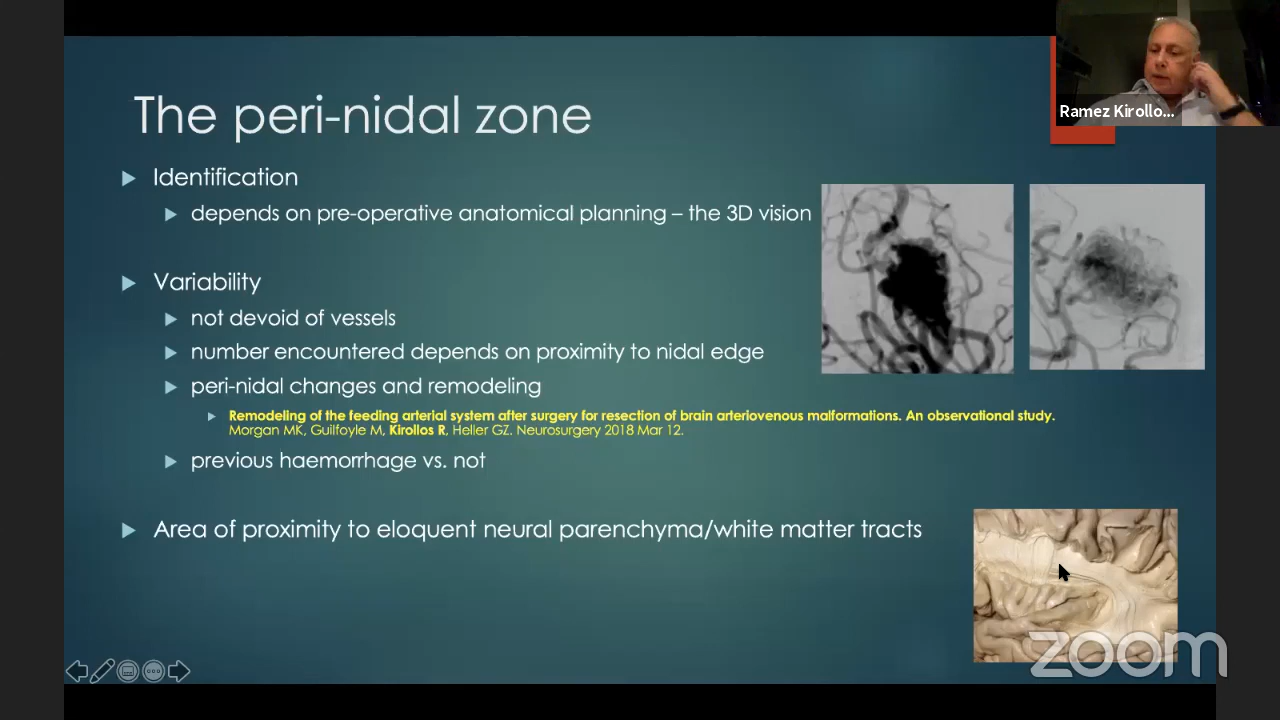 The peri-nidal zone
Ramez Kirollo...
Identification
depends on pre-operative anatomical planning – the 3D vision
Variability
not devoid of vessels
number encountered depends on proximity to nidal edge
peri-nidal changes and remodeling
Remodeling of the feeding arterial system after surgery for resection of brain arteriovenous malformations. An observational study.
Morgan MK, Guilfoyle M, Kirollos R, Heller GZ. Neurosurgery 2018 Mar 12.
previous haemorrhage vs. not
Area of proximity to eloquent neural parenchyma/white matter tracts
zoom